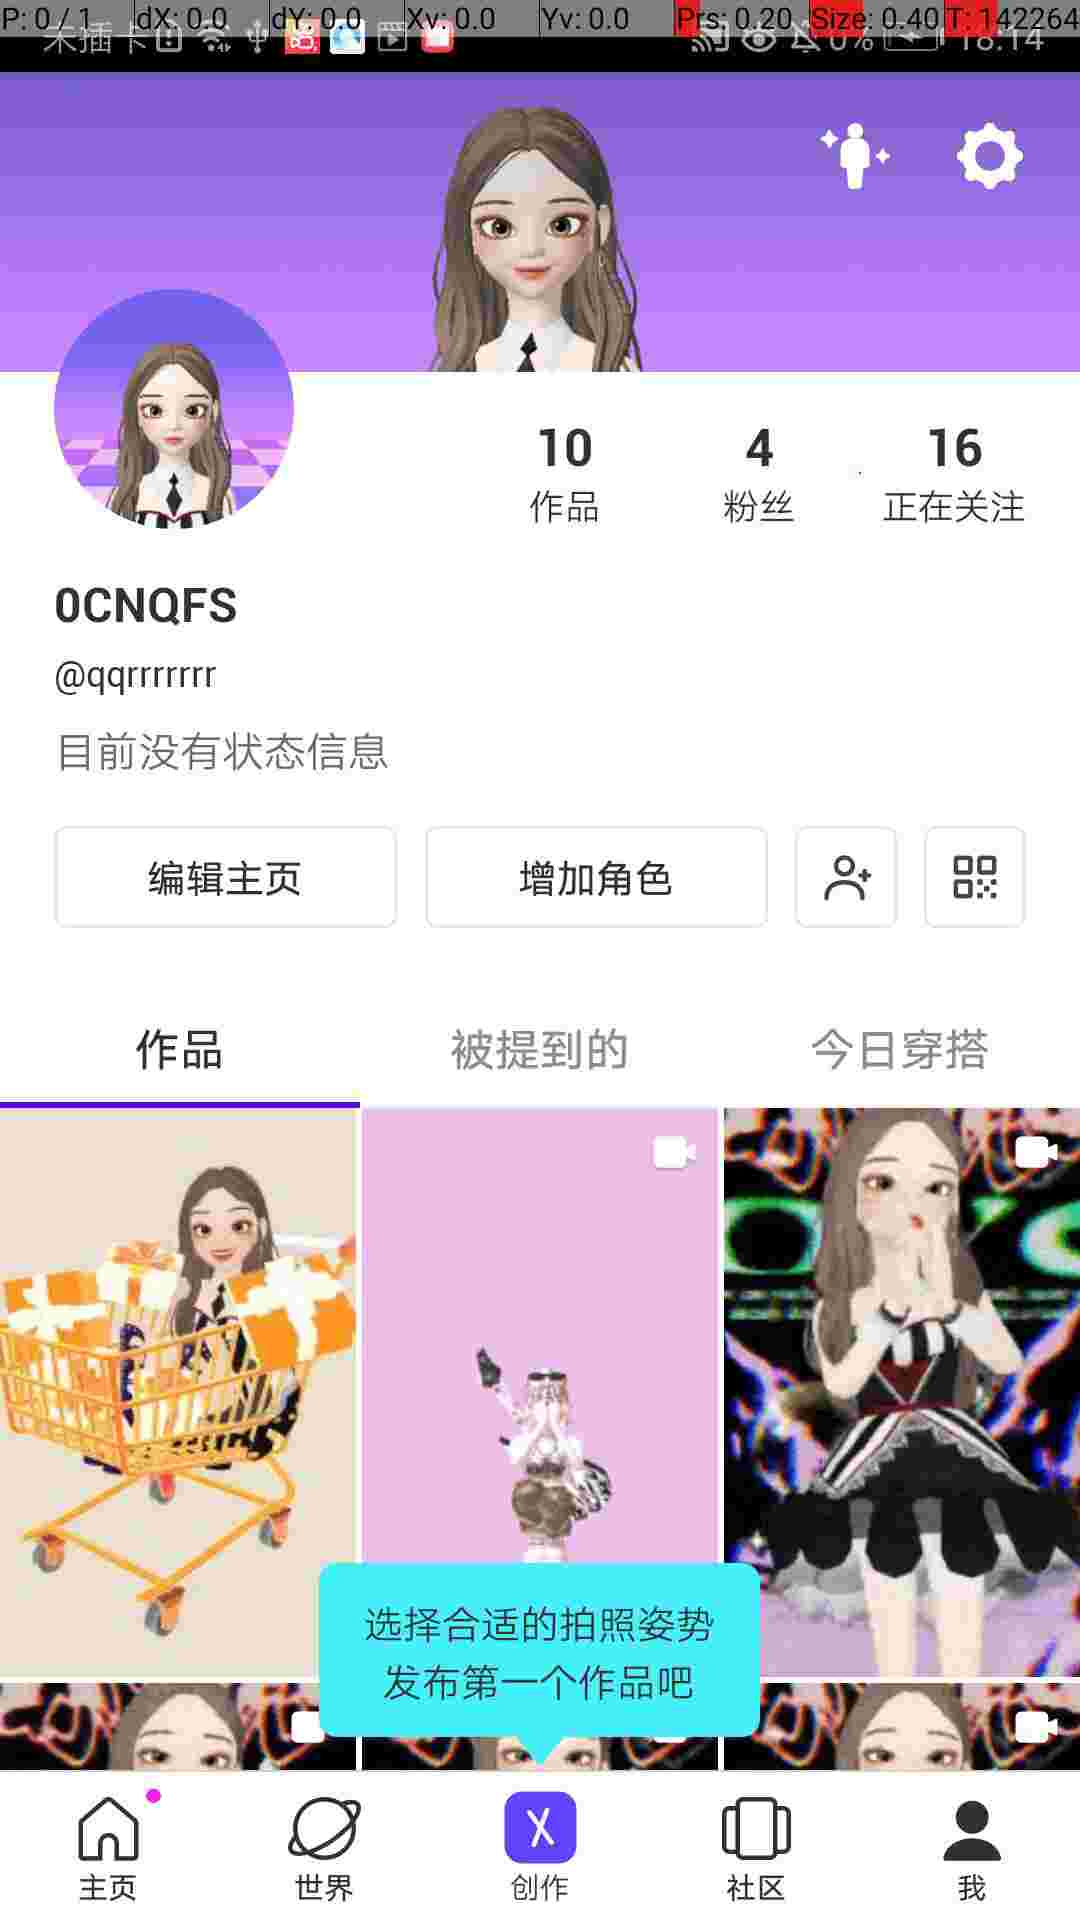 P: 0 / 1 dX: 0.0 dY: 0.0 Xv: 0.0 Yv: 0.0 Prs: 0.20 Size: 0.40 T: 142264
未插卡 0% 18:14
10 4 16
作品 粉丝 正在关注
0CNQFS
@qqrrrrrrr
目前没有状态信息
编辑主页 增加角色
作品 被提到的 今日穿搭
选择合适的拍照姿势
发布第一个作品吧
主页 世界 创作 社区 我